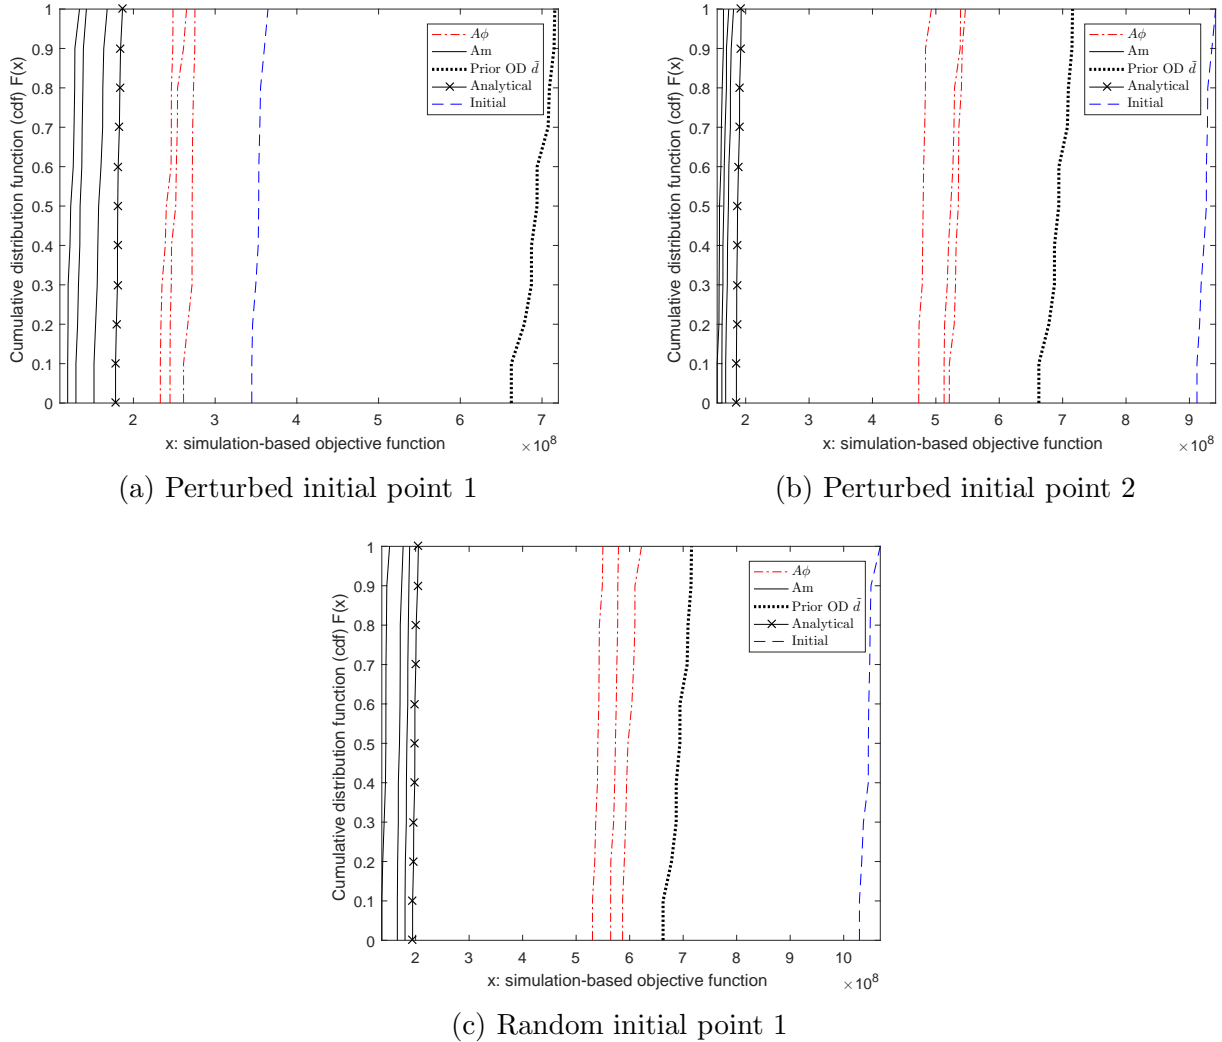 Cumulative distribution function (cdf) F(x)
1
0.9
0.8
0.7
0.6
0.5
0.4
0.3
0.2
0.1
0
Aϕ
Am
Prior OD d̄
Analytical
Initial
2 3 4 5 6 7
x: simulation-based objective function ×10⁸
(a) Perturbed initial point 1
Cumulative distribution function (cdf) F(x)
1
0.9
0.8
0.7
0.6
0.5
0.4
0.3
0.2
0.1
0
Aϕ
Am
Prior OD d̄
Analytical
Initial
2 3 4 5 6 7 8 9
x: simulation-based objective function ×10⁸
(b) Perturbed initial point 2
Cumulative distribution function (cdf) F(x)
1
0.9
0.8
0.7
0.6
0.5
0.4
0.3
0.2
0.1
0
Aϕ
Am
Prior OD d̄
Analytical
Initial
2 3 4 5 6 7 8 9 10
x: simulation-based objective function ×10⁸
(c) Random initial point 1